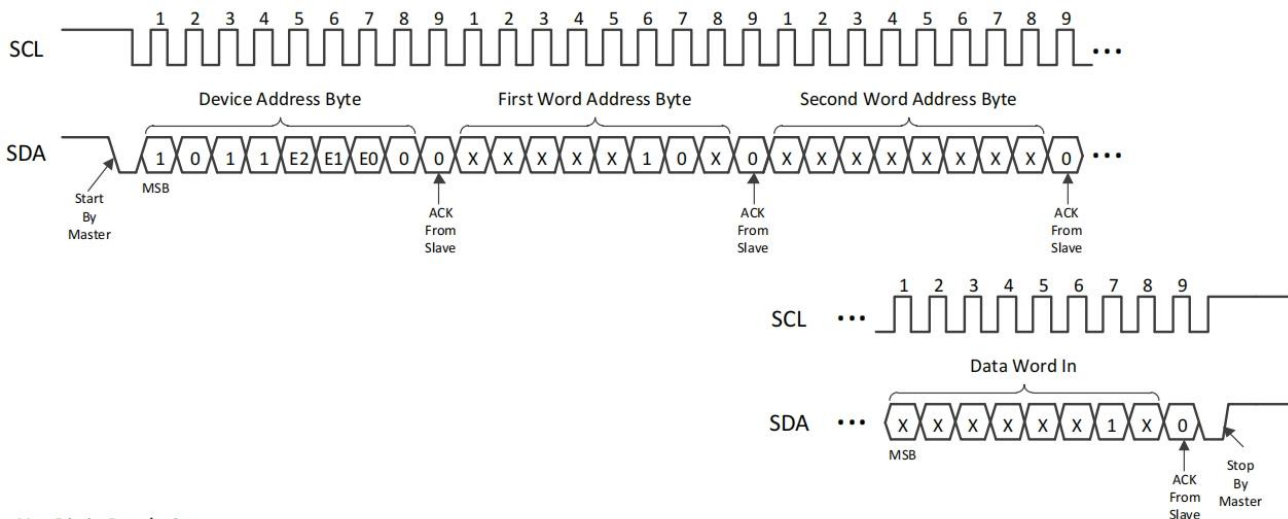 1 2 3 4 5 6 7 8 9 1 2 3 4 5 6 7 8 9 1 2 3 4 5 6 7 8 9
SCL •••
Device Address Byte First Word Address Byte Second Word Address Byte
SDA 1 0 1 1 E2 E1 E0 0 0 X X X X X 1 0 X 0 X X X X X X X X 0 •••
MSB
Start
By
Master
ACK
From
Slave
ACK
From
Slave
ACK
From
Slave
1 2 3 4 5 6 7 8 9
SCL •••
Data Word In
SDA ••• X X X X X X 1 X 0
MSB
ACK
From
Slave
Stop
By
Master